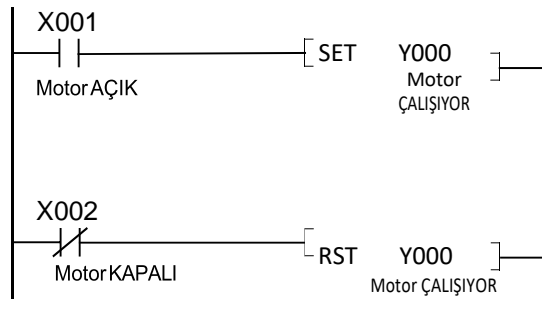 X001
SET Y000
Motor AÇIK
Motor
ÇALIŞIYOR
X002
RST Y000
Motor KAPALI
Motor ÇALIŞIYOR